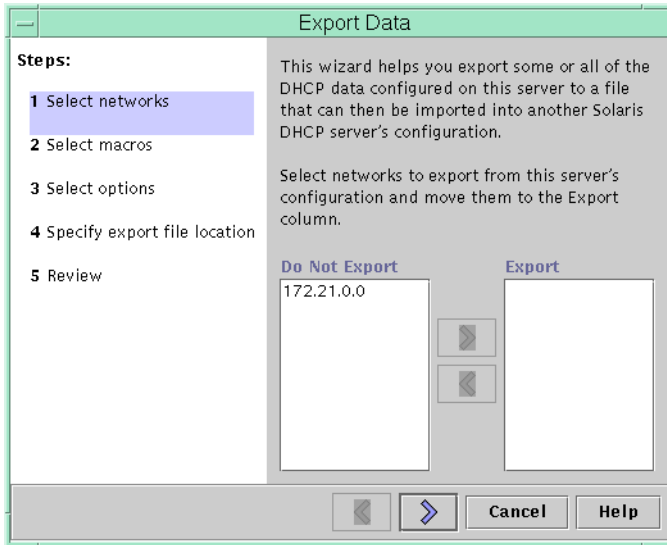 Export Data
Steps:
1 Select networks
2 Select macros
3 Select options
4 Specify export file location
5 Review
This wizard helps you export some or all of the
DHCP data configured on this server to a file
that can then be imported into another Solaris
DHCP server's configuration.
Select networks to export from this server's
configuration and move them to the Export
column.
Do Not Export
172.21.0.0
Export
Cancel
Help